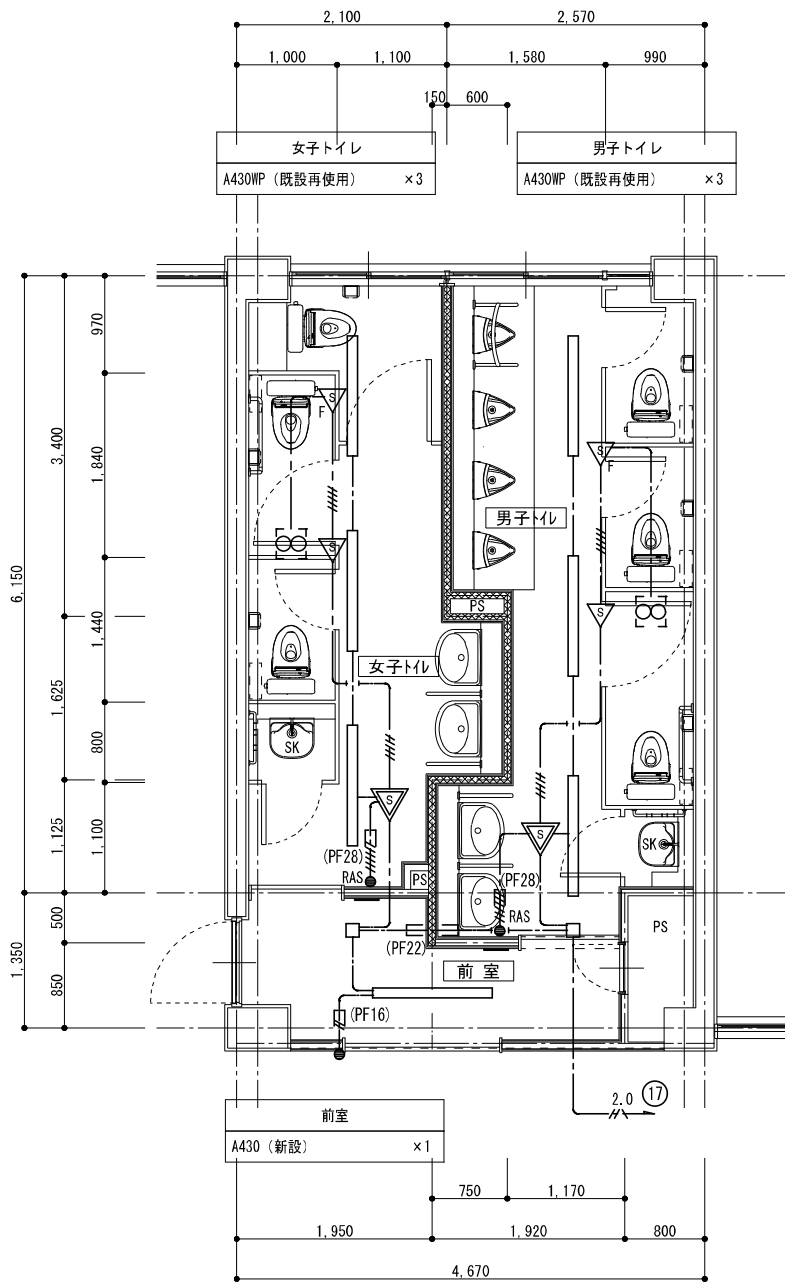 2,100
2,570
1,000
1,100
1,580
990
150
600
女子トイレ
A430WP（既設再使用） ×3
男子トイレ
A430WP（既設再使用） ×3
970
3,400
1,840
6,150
1,440
1,625
800
1,125
1,100
500
1,350
850
S
F
S
F
男子トイレ
S
PS
S
女子トイレ
SK
S
S
SK
(PF28)
RAS
PS
(PF28)
RAS
PS
(PF22)
前 室
(PF16)
2.0
17
前室
A430（新設） ×1
750
1,170
1,950
1,920
800
4,670